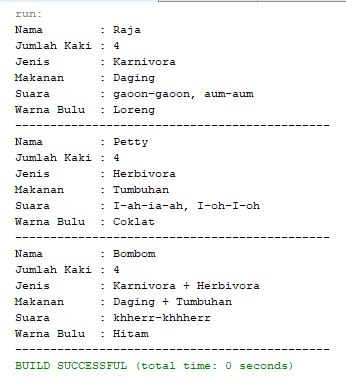 run:
Nama         : Raja
Jumlah Kaki : 4
Jenis        : Karnivora
Makanan      : Daging
Suara        : gaoon-gaoon, aum-aum
Warna Bulu  : Loreng
---------------------------------------------
Nama         : Petty
Jumlah Kaki : 4
Jenis        : Herbivora
Makanan      : Tumbuhan
Suara        : I-ah-ia-ah, I-oh-I-oh
Warna Bulu  : Coklat
---------------------------------------------
Nama         : Bombom
Jumlah Kaki : 4
Jenis        : Karnivora + Herbivora
Makanan      : Daging + Tumbuhan
Suara        : khherr-khhherr
Warna Bulu  : Hitam
---------------------------------------------
BUILD SUCCESSFUL (total time: 0 seconds)